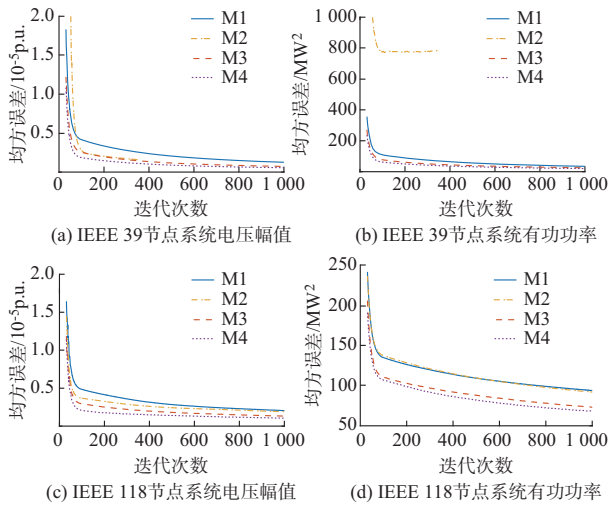 2.0
1.5
1.0
0.5
均方误差/10⁻⁵p.u.
M1
M2
M3
M4
0 200 400 600 800 1 000
迭代次数
(a) IEEE 39节点系统电压幅值
1 000
800
600
400
200
均方误差/MW²
M1
M2
M3
M4
0 200 400 600 800 1 000
迭代次数
(b) IEEE 39节点系统有功功率
2.0
1.5
1.0
0.5
均方误差/10⁻⁵p.u.
M1
M2
M3
M4
0 200 400 600 800 1 000
迭代次数
(c) IEEE 118节点系统电压幅值
250
200
150
100
50
均方误差/MW²
M1
M2
M3
M4
0 200 400 600 800 1 000
迭代次数
(d) IEEE 118节点系统有功功率